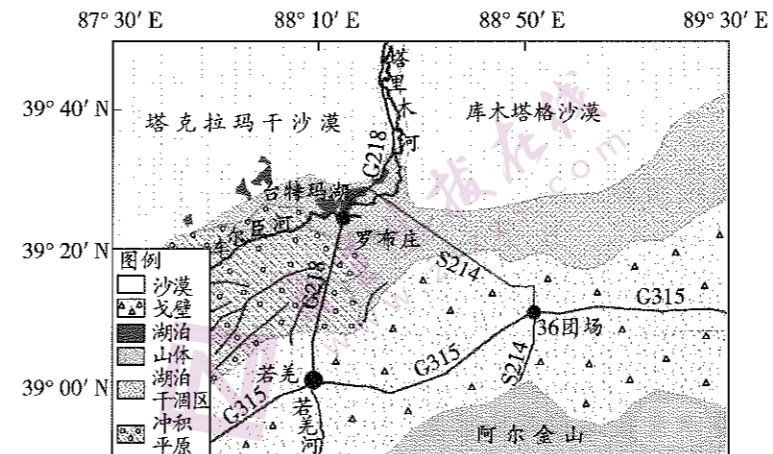 87°30′E 88°10′E 88°50′E 89°30′E
39°40′N
39°20′N
39°00′N
塔克拉玛干沙漠
塔里木河
库木塔格沙漠
G218
台特玛湖
车尔臣河
罗布庄
S214
G218
G315
36团场
G315
S214
若羌
G315
若羌河
阿尔金山
图例
沙漠
戈壁
湖泊
山体
湖泊
干涸区
冲积
平原